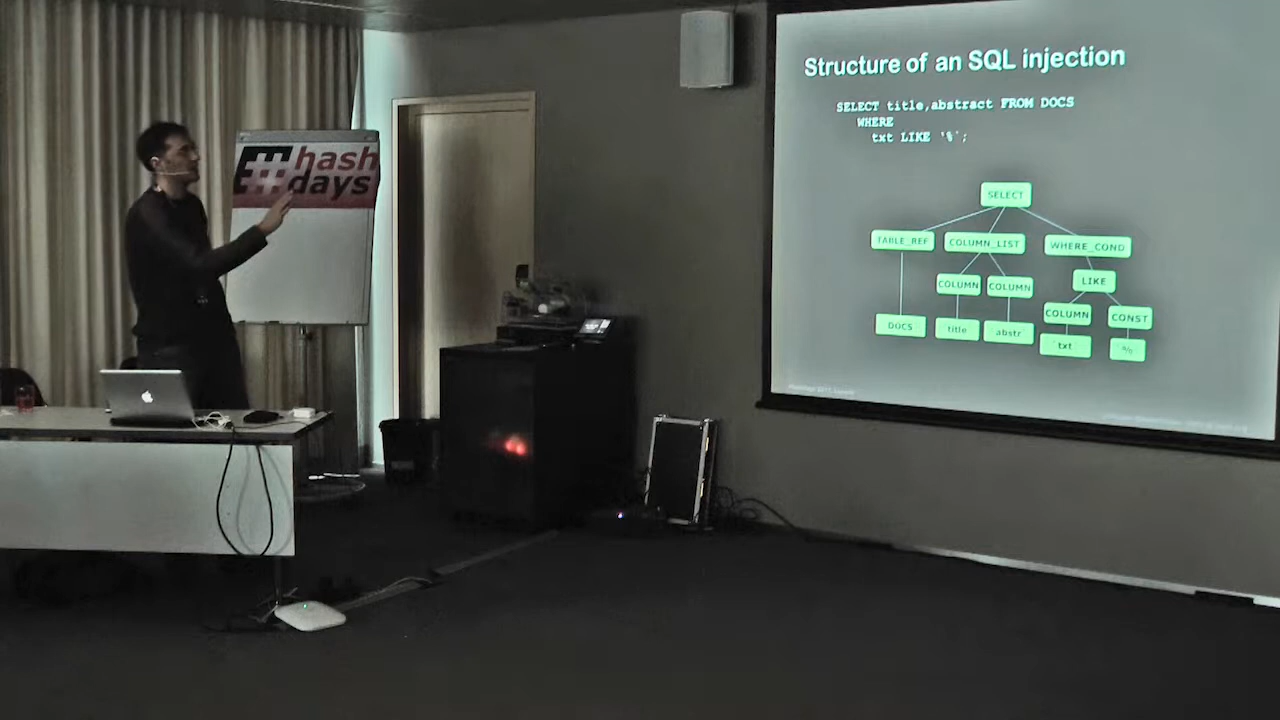 hash
days
Structure of an SQL injection
SELECT title,abstract FROM DOCS
WHERE
txt LIKE '%';
SELECT
TABLE_REF COLUMN_LIST WHERE_COND
COLUMN COLUMN LIKE
COLUMN CONST
DOCS title abstr txt %